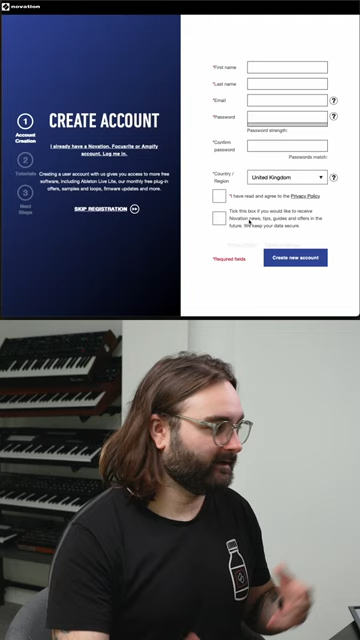 novation
1
Account
Creation
2
Tutorials
3
Next
Steps
CREATE ACCOUNT
I already have a Novation, Focusrite or Ampify
account. Log me in.
Creating a user account with us gives you access to more free
software, including Ableton Live Lite, our monthly free plug-in
offers, samples and loops, firmware updates and more.
SKIP REGISTRATION
*First name
*Last name
*Email
?
*Password
?
Password strength:
*Confirm
password
Passwords match:
*Country /
Region
United Kingdom
?
*I have read and agree to the Privacy Policy
Tick this box if you would like to receive
Novation news, tips, guides and offers in the
future. We keep your data secure.
*Required fields
Create new account